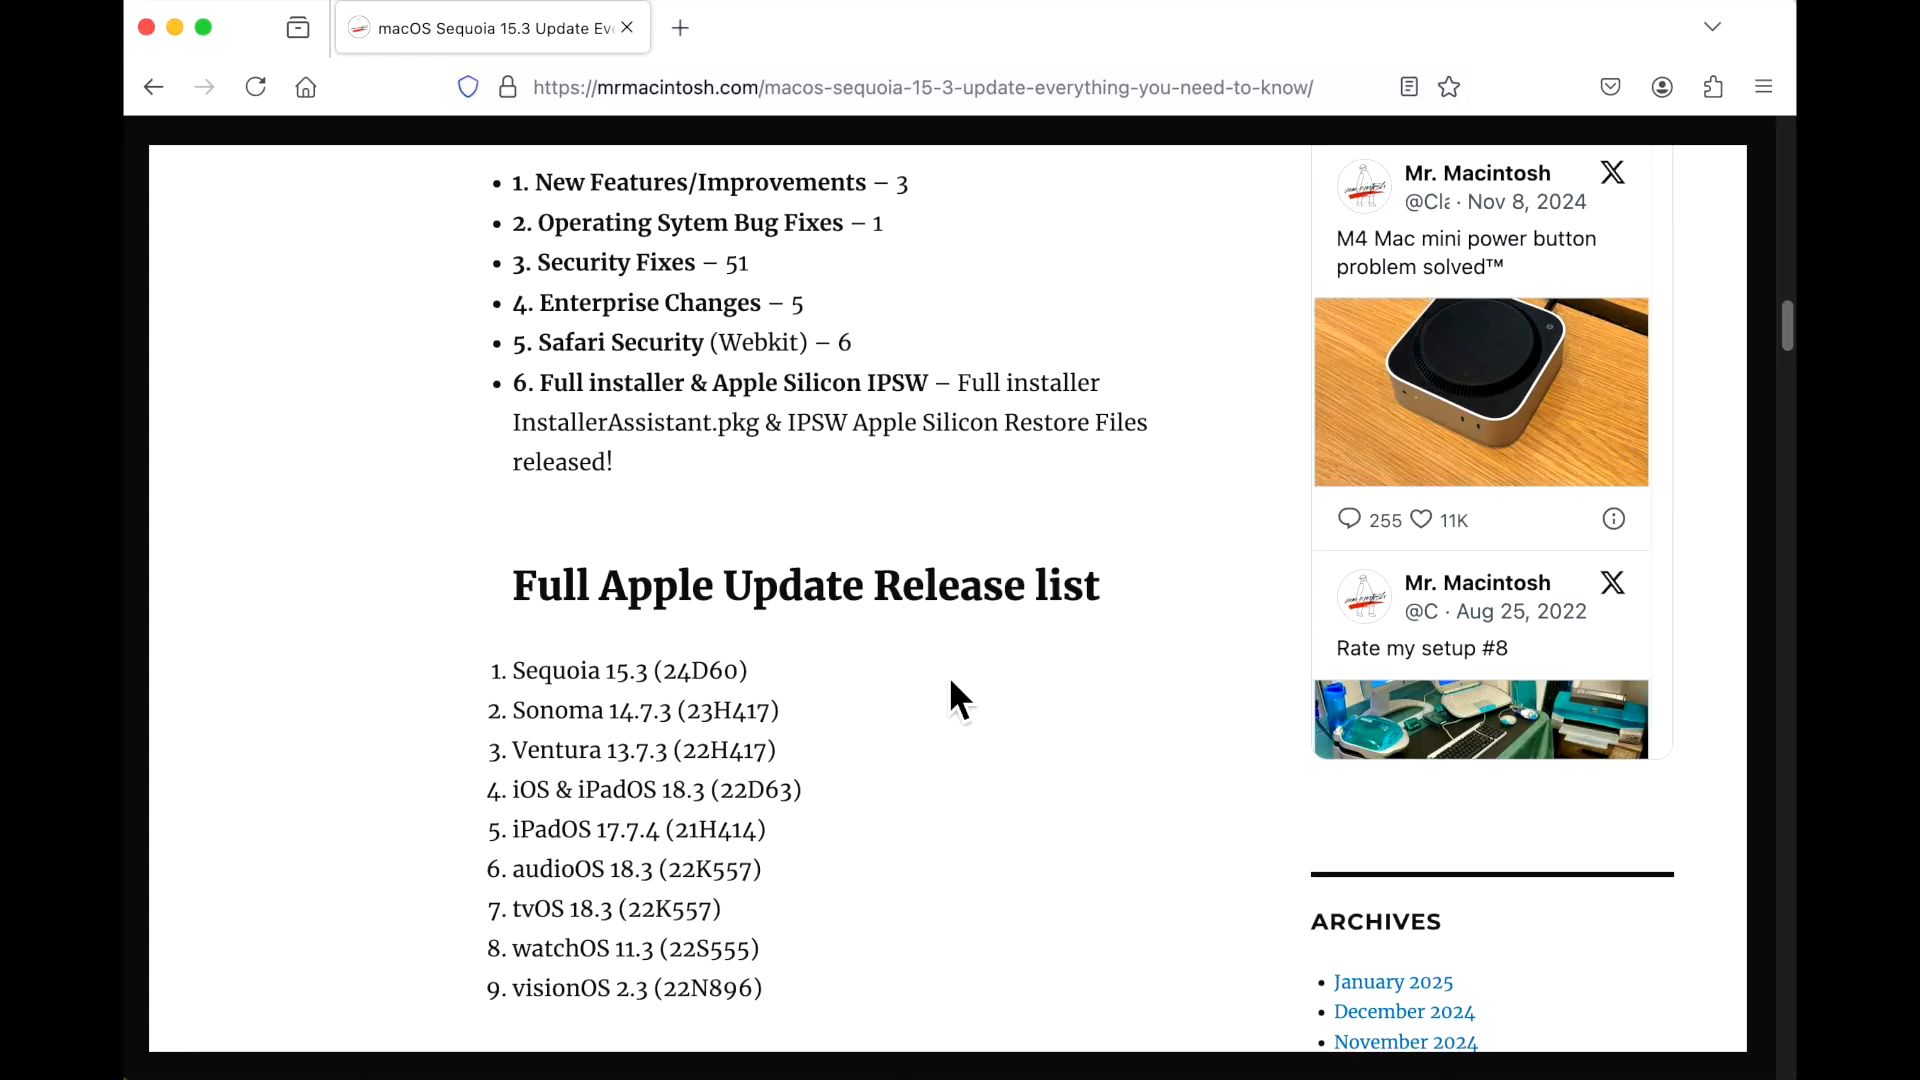 macOS Sequoia 15.3 Update Eve
https://mrmacintosh.com/macos-sequoia-15-3-update-everything-you-need-to-know/
• 1. New Features/Improvements – 3
• 2. Operating Sytem Bug Fixes – 1
• 3. Security Fixes – 51
• 4. Enterprise Changes – 5
• 5. Safari Security (Webkit) – 6
• 6. Full installer & Apple Silicon IPSW – Full installer
InstallerAssistant.pkg & IPSW Apple Silicon Restore Files
released!
Full Apple Update Release list
1. Sequoia 15.3 (24D60)
2. Sonoma 14.7.3 (23H417)
3. Ventura 13.7.3 (22H417)
4. iOS & iPadOS 18.3 (22D63)
5. iPadOS 17.7.4 (21H414)
6. audioOS 18.3 (22K557)
7. tvOS 18.3 (22K557)
8. watchOS 11.3 (22S555)
9. visionOS 2.3 (22N896)
Mr. Macintosh
@Cla · Nov 8, 2024
M4 Mac mini power button
problem solved™
255 11K
Mr. Macintosh
@C · Aug 25, 2022
Rate my setup #8
ARCHIVES
• January 2025
• December 2024
• November 2024